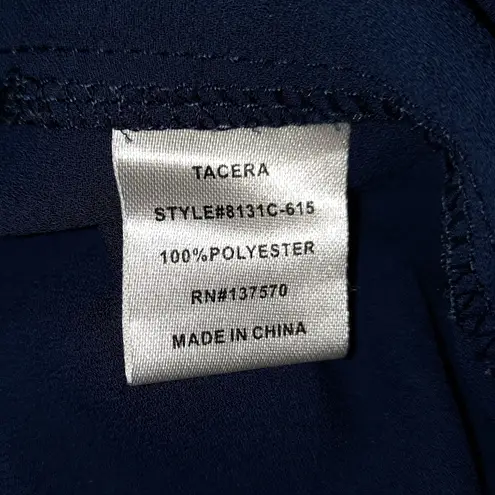 TACERA
STYLE#8131C-615
100%POLYESTER
RN#137570
MADE IN CHINA